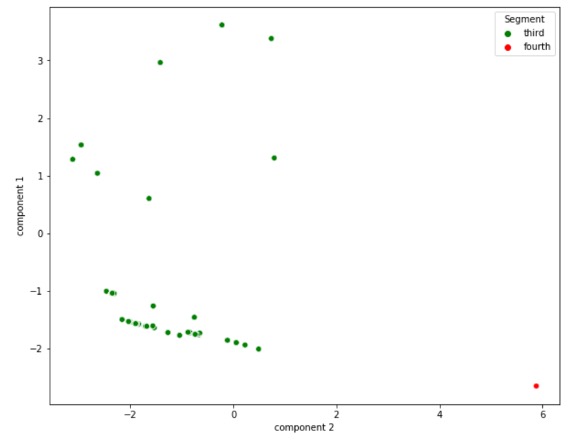 Segment
third
fourth
3
2
1
0
−1
−2
component 1
−2
0
2
4
6
component 2